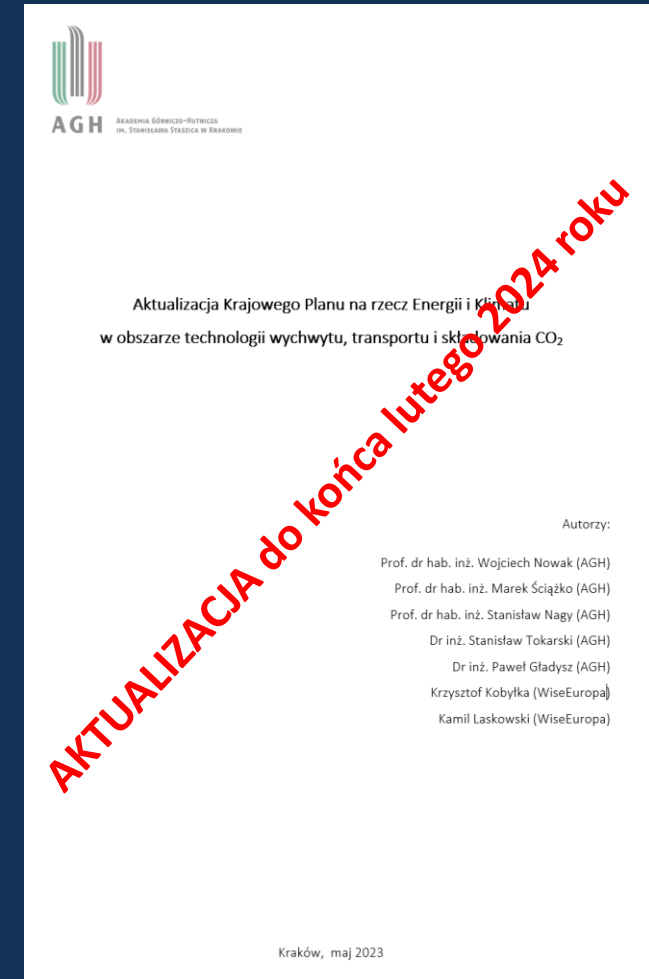 AGH
AKADEMIA GÓRNICZO-HUTNICZA
IM. STANISŁAWA STASZICA W KRAKOWIE
Aktualizacja Krajowego Planu na rzecz Energii i Klimatu
w obszarze technologii wychwytu, transportu i składowania CO₂
AKTUALIZACJA do końca lutego 2024 roku
Autorzy:
Prof. dr hab. inż. Wojciech Nowak (AGH)
Prof. dr hab. inż. Marek Ściążko (AGH)
Prof. dr hab. inż. Stanisław Nagy (AGH)
Dr inż. Stanisław Tokarski (AGH)
Dr inż. Paweł Gładysz (AGH)
Krzysztof Kobyłka (WiseEuropa)
Kamil Laskowski (WiseEuropa)
Kraków, maj 2023